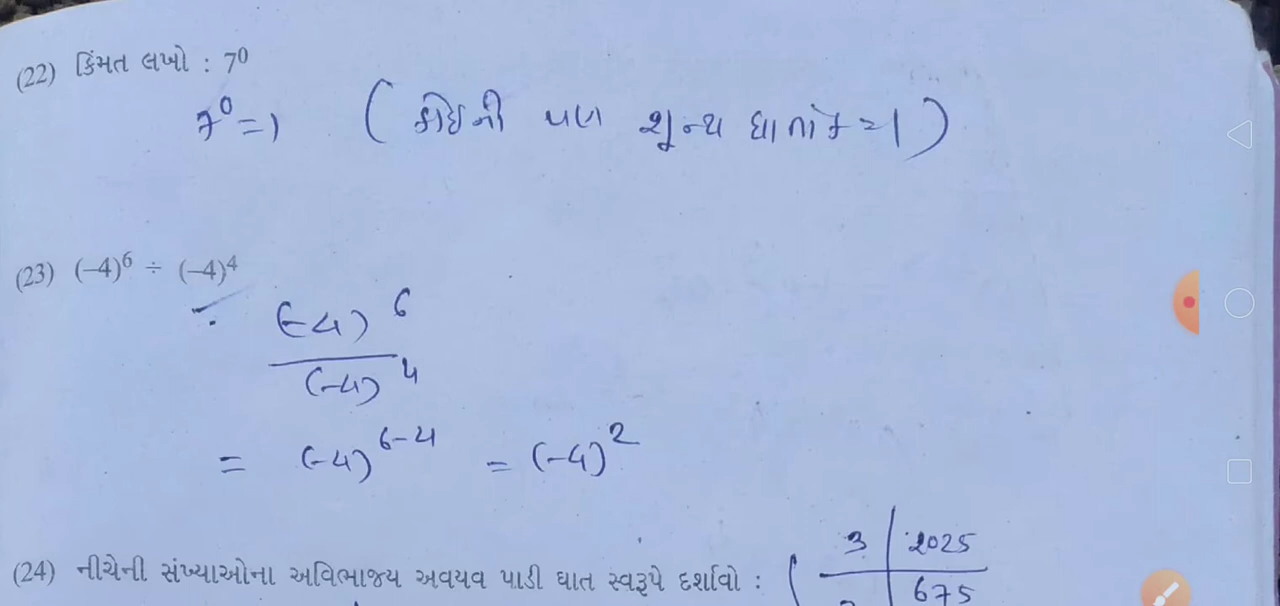 (22) કિંમત લખો : 7⁰
7⁰ = 1 ( કોઇની પણ શૂન્ય ઘાતાંક = 1 )
(23) (–4)⁶ ÷ (–4)⁴
(-4)⁶
(-4)⁴
= (-4)⁶⁻⁴ = (-4)²
3 | 2025
(24) નીચેની સંખ્યાઓના અવિભાજ્ય અવયવ પાડી ઘાત સ્વરૂપે દર્શાવો : (
675